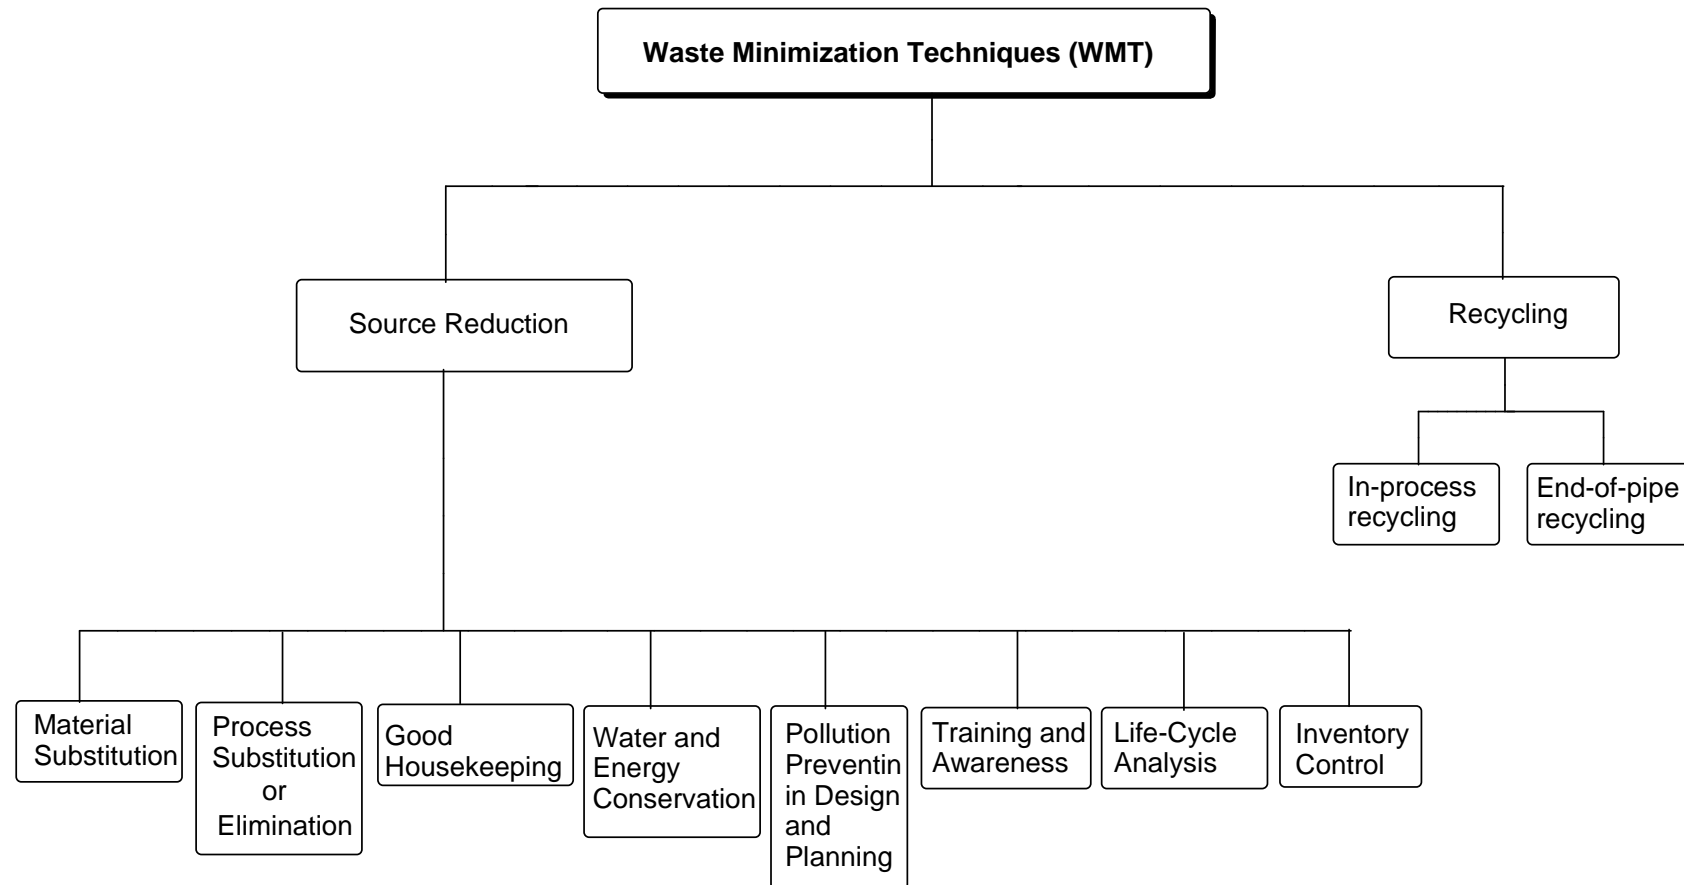 Waste Minimization Techniques (WMT)
Source Reduction
Recycling
In-process
recycling
End-of-pipe
recycling
Material
Substitution
Process
Substitution
or
Elimination
Good
Housekeeping
Water and
Energy
Conservation
Pollution
Preventin
in Design
and
Planning
Training and
Awareness
Life-Cycle
Analysis
Inventory
Control